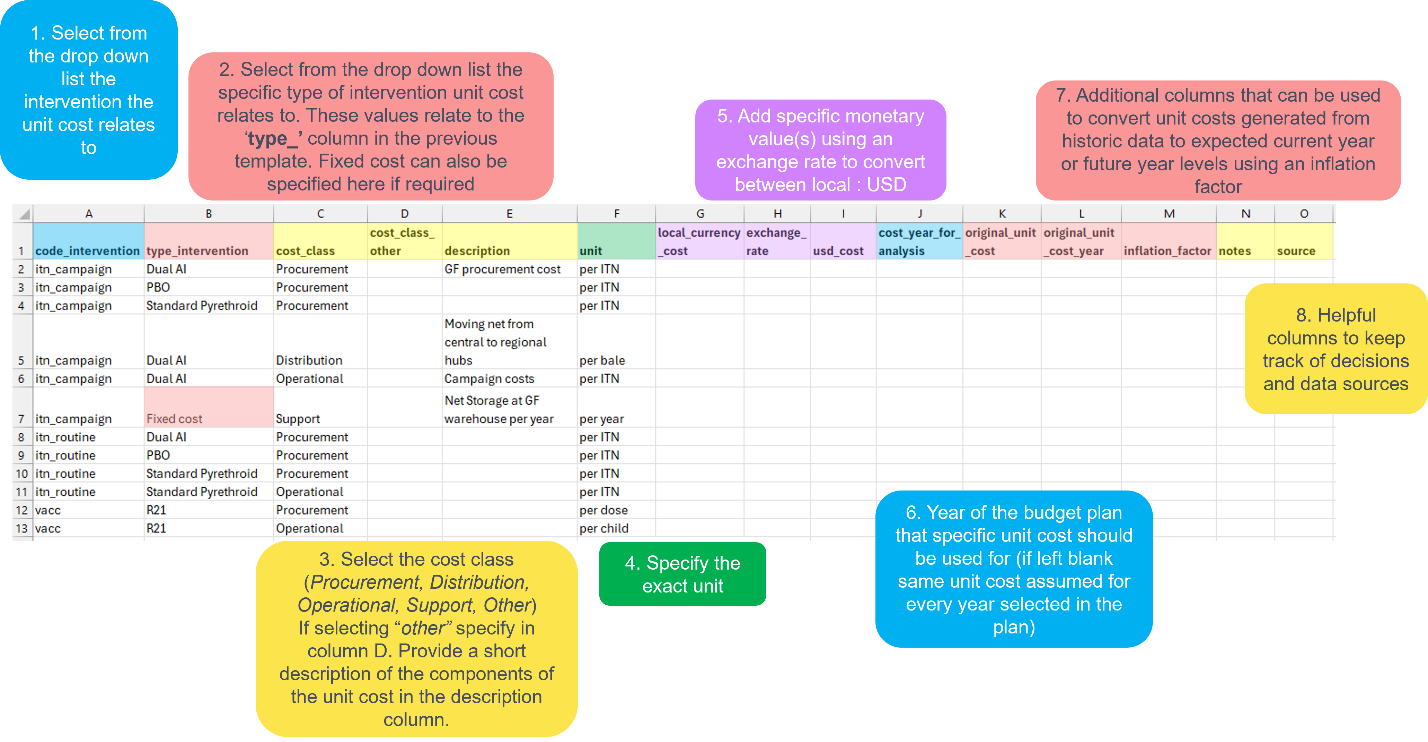 1. Select from
the drop down
list the
intervention the
unit cost relates
to
2. Select from the drop down list the
specific type of intervention unit cost
relates to. These values relate to the
‘type_’ column in the previous
template. Fixed cost can also be
specified here if required
5. Add specific monetary
value(s) using an
exchange rate to convert
between local : USD
7. Additional columns that can be used
to convert unit costs generated from
historic data to expected current year
or future year levels using an inflation
factor
A B C D E F G H I J K L M N O
1 code_intervention type_intervention cost_class cost_class_other description unit local_currency_cost exchange_rate usd_cost cost_year_for_analysis original_unit_cost original_unit_cost_year inflation_factor notes source
2 itn_campaign Dual AI Procurement GF procurement cost per ITN
3 itn_campaign PBO Procurement per ITN
4 itn_campaign Standard Pyrethroid Procurement per ITN
5 itn_campaign Dual AI Distribution Moving net from central to regional hubs per bale
6 itn_campaign Dual AI Operational Campaign costs per ITN
7 itn_campaign Fixed cost Support Net Storage at GF warehouse per year per year
8 itn_routine Dual AI Procurement per ITN
9 itn_routine PBO Procurement per ITN
10 itn_routine Standard Pyrethroid Procurement per ITN
11 itn_routine Standard Pyrethroid Operational per ITN
12 vacc R21 Procurement per dose
13 vacc R21 Operational per child
8. Helpful
columns to keep
track of decisions
and data sources
3. Select the cost class
(Procurement, Distribution,
Operational, Support, Other)
If selecting “other” specify in
column D. Provide a short
description of the components of
the unit cost in the description
column.
4. Specify the
exact unit
6. Year of the budget plan
that specific unit cost should
be used for (if left blank
same unit cost assumed for
every year selected in the
plan)